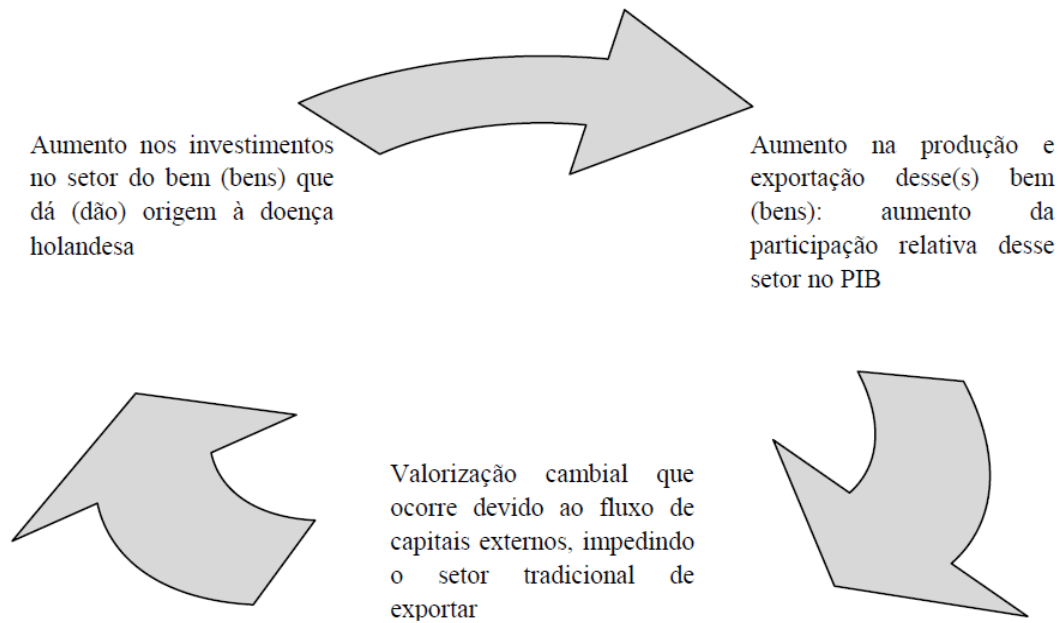 Aumento nos investimentos
no setor do bem (bens) que
dá (dão) origem à doença
holandesa
Aumento na produção e
exportação desse(s) bem
(bens): aumento da
participação relativa desse
setor no PIB
Valorização cambial que
ocorre devido ao fluxo de
capitais externos, impedindo
o setor tradicional de
exportar